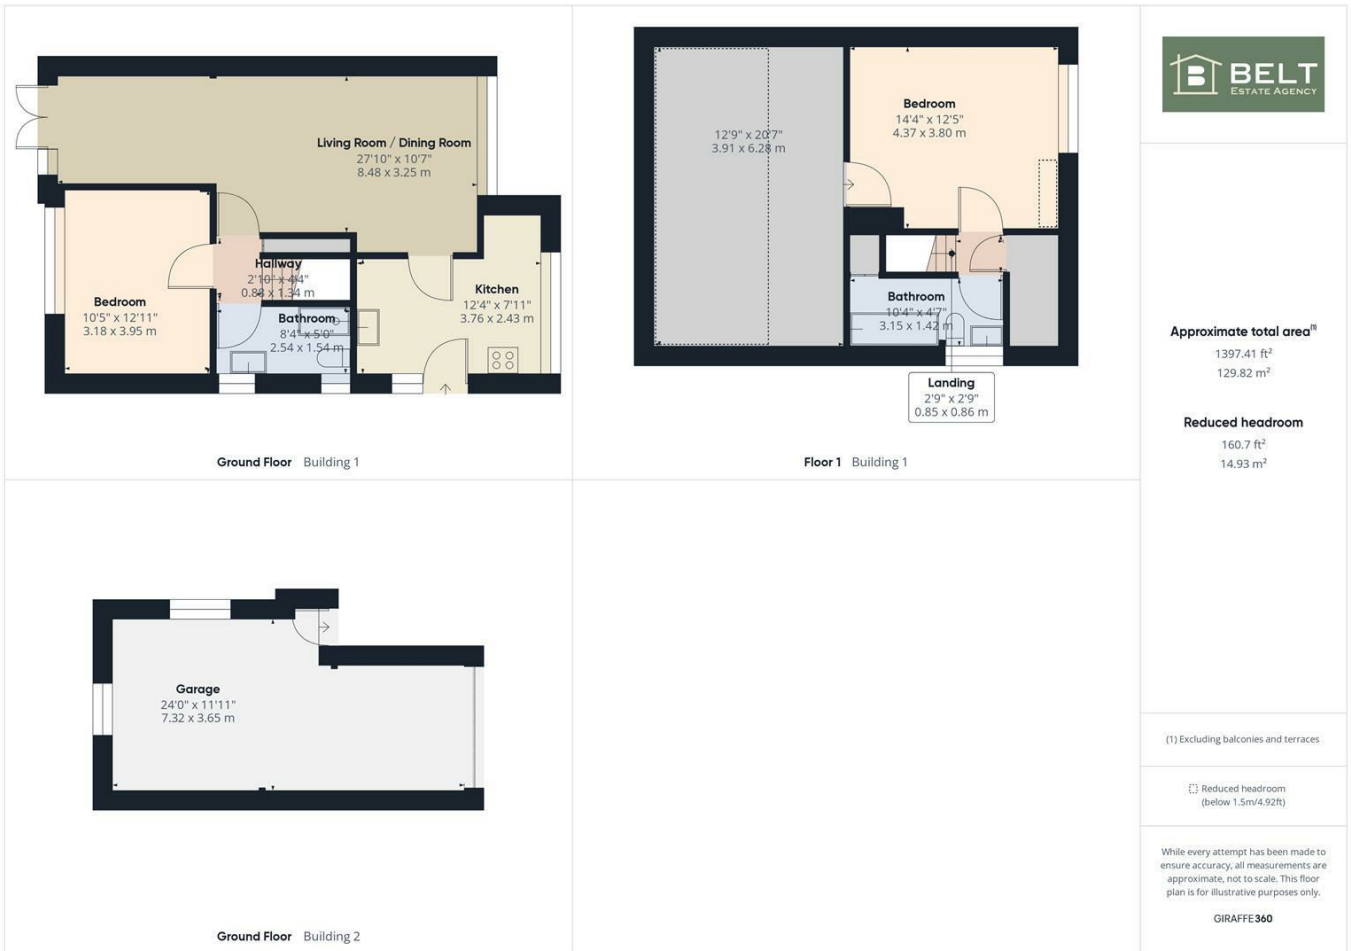 Living Room / Dining Room
27'10" x 10'7"
8.48 x 3.25 m
Bedroom
10'5" x 12'11"
3.18 x 3.95 m
Hallway
2'10" x 4'4"
0.88 x 1.34 m
Bathroom
8'4" x 5'0"
2.54 x 1.54 m
Kitchen
12'4" x 7'11"
3.76 x 2.43 m
Ground Floor Building 1
12'9" x 20'7"
3.91 x 6.28 m
Bedroom
14'4" x 12'5"
4.37 x 3.80 m
Bathroom
10'4" x 4'7"
3.15 x 1.42 m
Landing
2'9" x 2'9"
0.85 x 0.86 m
Floor 1 Building 1
Garage
24'0" x 11'11"
7.32 x 3.65 m
Ground Floor Building 2
B BELT
ESTATE AGENCY
Approximate total area(1)
1397.41 ft²
129.82 m²
Reduced headroom
160.7 ft²
14.93 m²
(1) Excluding balconies and terraces
Reduced headroom
(below 1.5m/4.92ft)
While every attempt has been made to
ensure accuracy, all measurements are
approximate, not to scale. This floor
plan is for illustrative purposes only.
GIRAFFE360